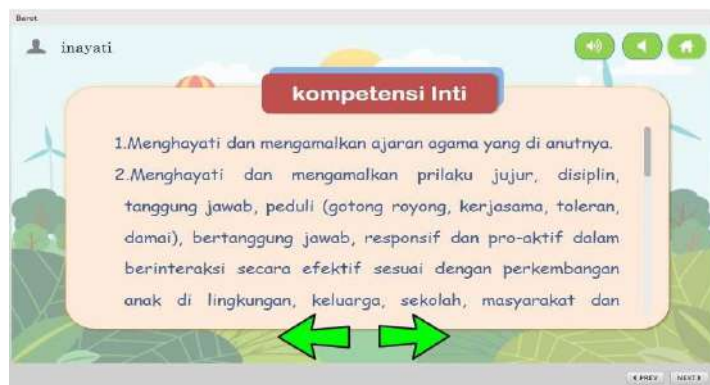 Barot
inayati
kompetensi Inti
1.Menghayati dan mengamalkan ajaran agama yang di anutnya.
2.Menghayati dan mengamalkan prilaku jujur, disiplin,
tanggung jawab, peduli (gotong royong, kerjasama, toleran,
damai), bertanggung jawab, responsif dan pro-aktif dalam
berinteraksi secara efektif sesuai dengan perkembangan
anak di lingkungan, keluarga, sekolah, masyarakat dan
PREV NEXT